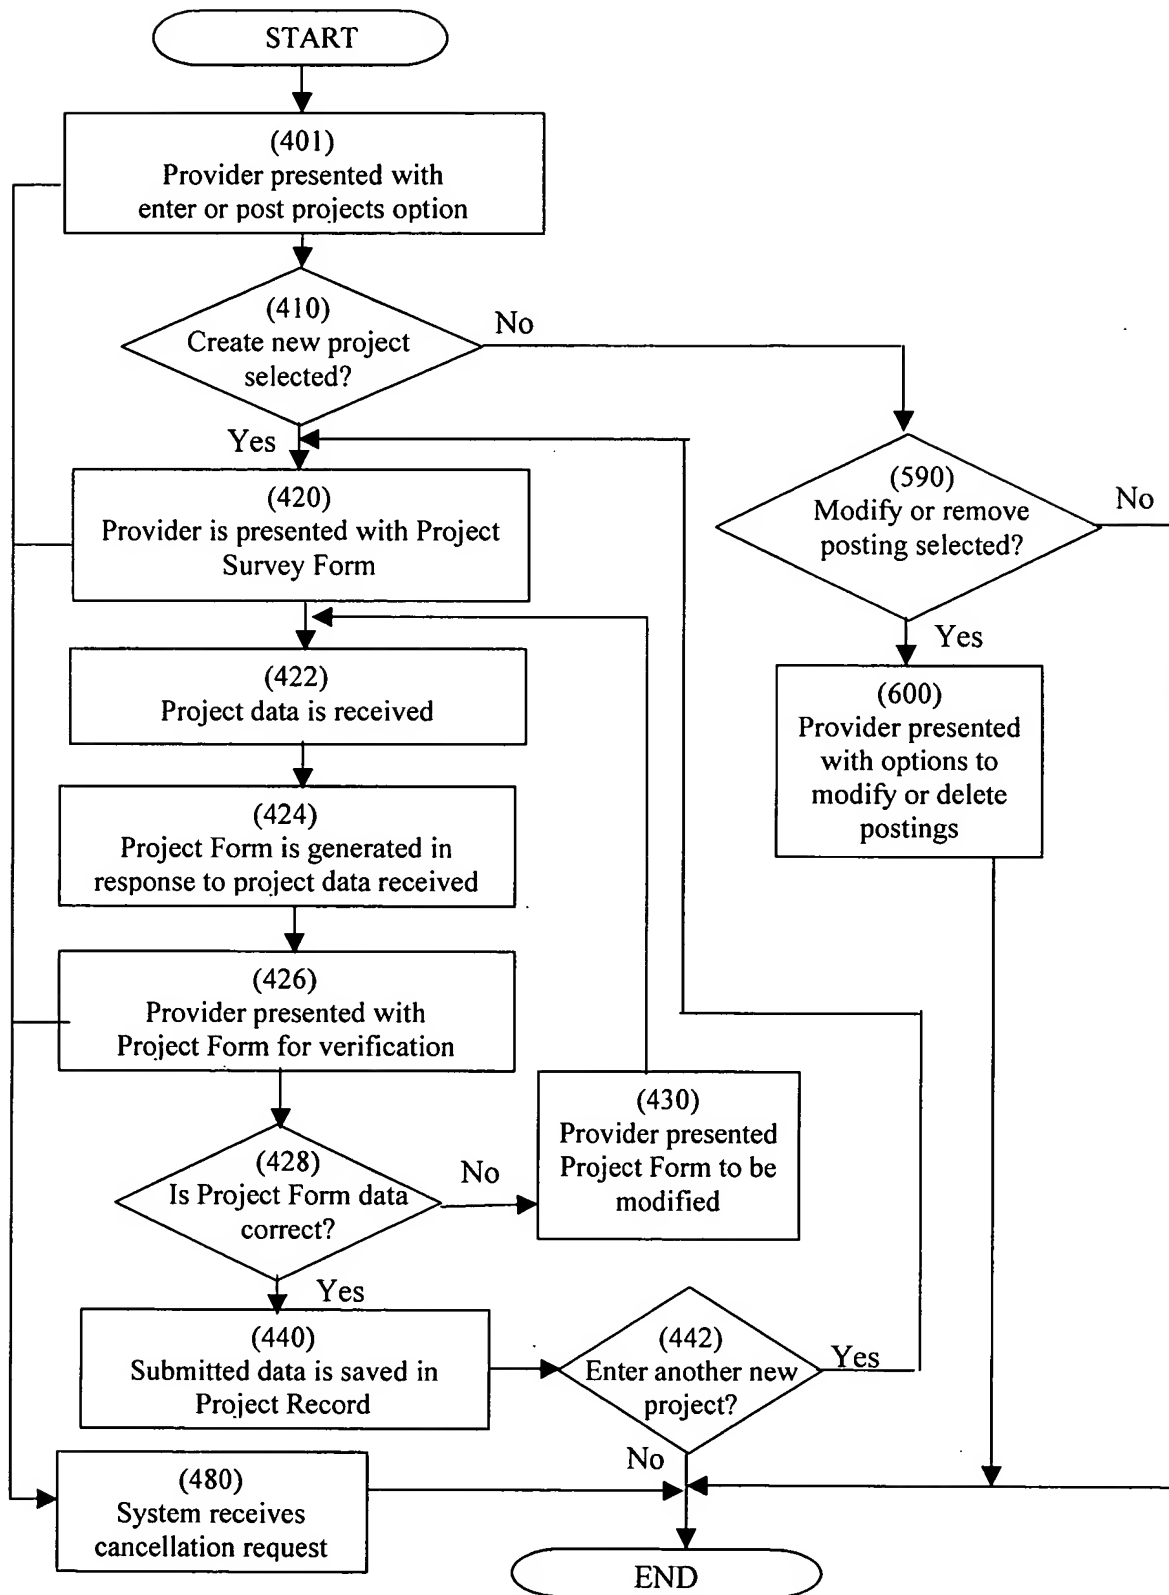 START
(401)
Provider presented with
enter or post projects option
(410)
Create new project
selected?
No
Yes
(420)
Provider is presented with Project
Survey Form
(590)
Modify or remove
posting selected?
No
Yes
(422)
Project data is received
(600)
Provider presented
with options to
modify or delete
postings
(424)
Project Form is generated in
response to project data received
(426)
Provider presented with
Project Form for verification
(428)
Is Project Form data
correct?
No
(430)
Provider presented
Project Form to be
modified
Yes
(440)
Submitted data is saved in
Project Record
(442)
Enter another new
project?
Yes
No
(480)
System receives
cancellation request
END